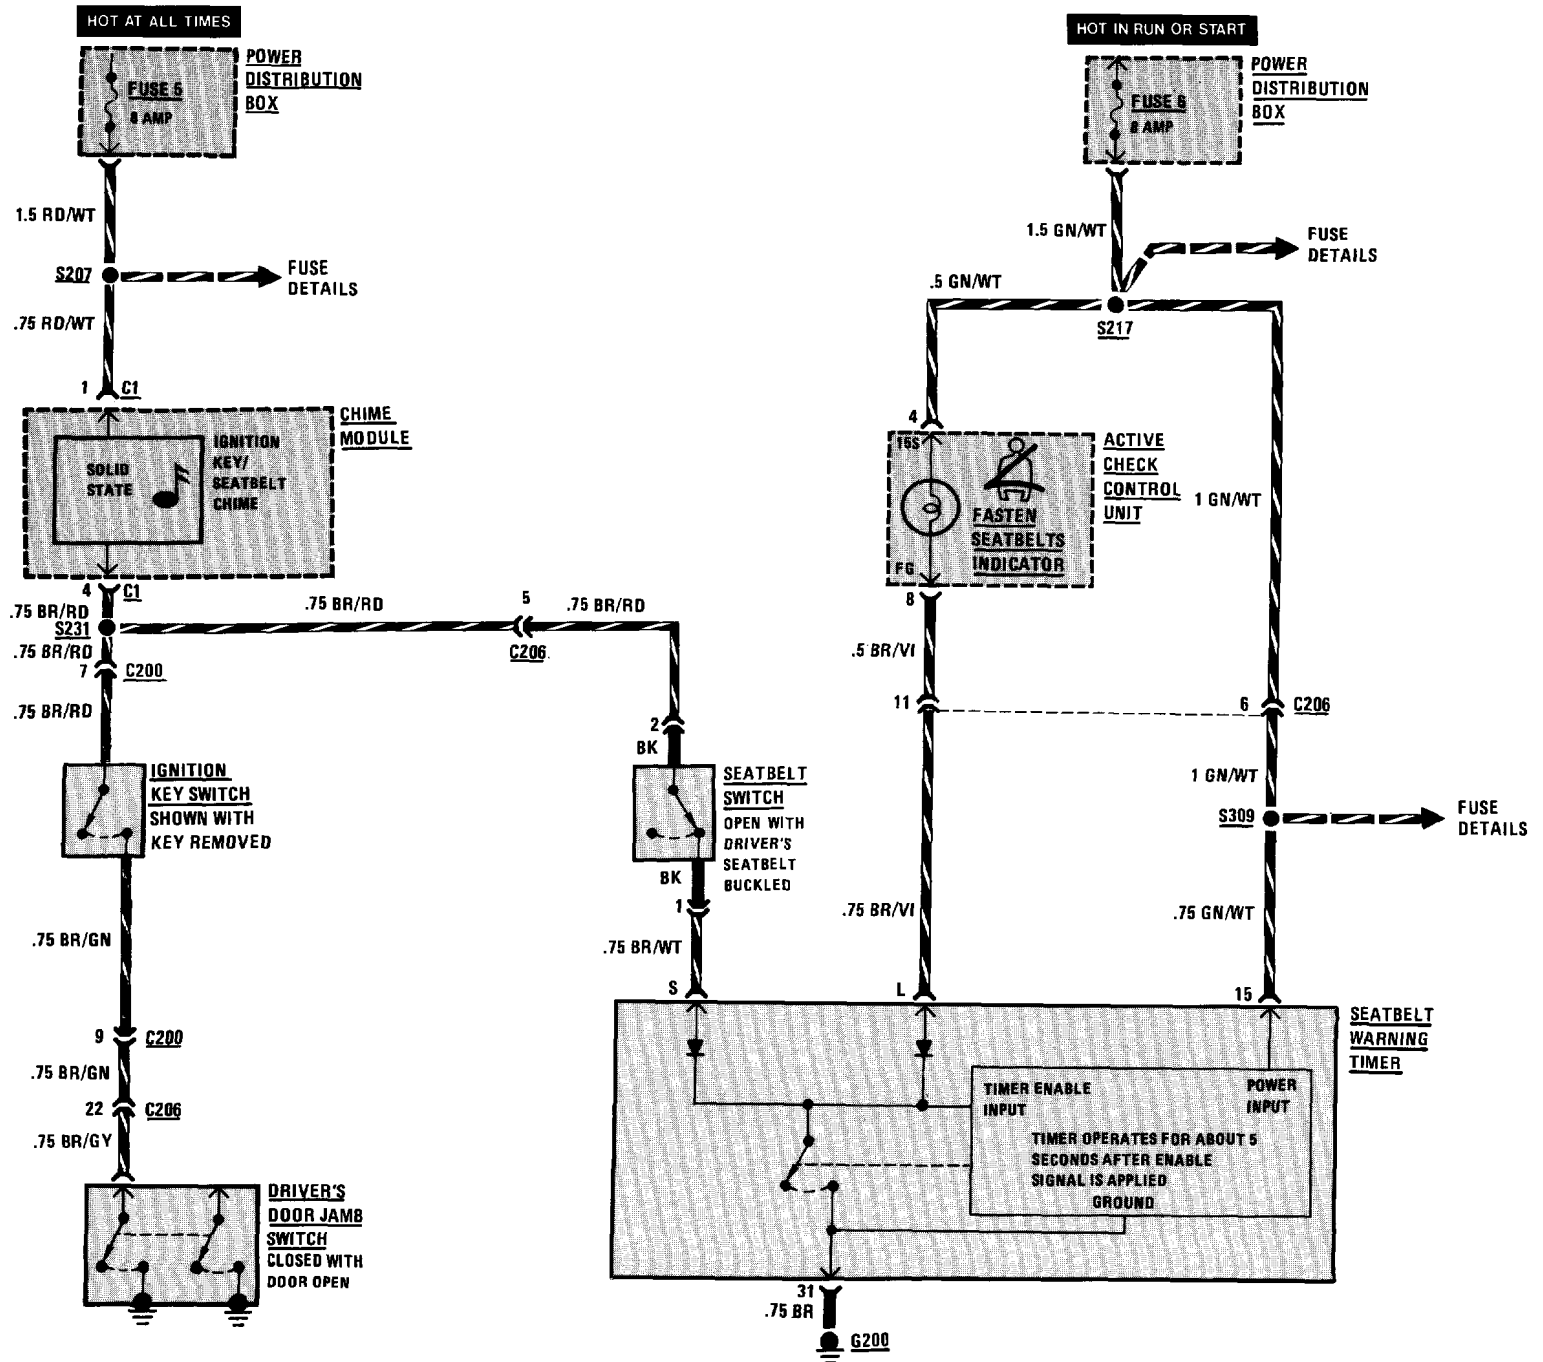 HOT AT ALL TIMES
POWER
DISTRIBUTION
BOX
FUSE 5
8 AMP
HOT IN RUN OR START
POWER
DISTRIBUTION
BOX
FUSE 6
8 AMP
1.5 RD/WT
S207
FUSE
DETAILS
.75 RD/WT
1 C1
1.5 GN/WT
FUSE
DETAILS
.5 GN/WT
S217
CHIME
MODULE
IGNITION
KEY/
SEATBELT
CHIME
SOLID
STATE
4 C1
4
15S
ACTIVE
CHECK
CONTROL
UNIT
FASTEN
SEATBELTS
INDICATOR
FG
8
1 GN/WT
.75 BR/RD
S231
.75 BR/RD
.75 BR/RD
5
.75 BR/RD
C206
7 C200
.75 BR/RD
.5 BR/VI
11
6 C206
2
BK
IGNITION
KEY SWITCH
SHOWN WITH
KEY REMOVED
SEATBELT
SWITCH
OPEN WITH
DRIVER'S
SEATBELT
BUCKLED
BK
1
1 GN/WT
S309
FUSE
DETAILS
.75 BR/GN
.75 BR/WT
.75 BR/VI
.75 GN/WT
S
L
15
9 C200
.75 BR/GN
22 C206
.75 BR/GY
SEATBELT
WARNING
TIMER
TIMER ENABLE
INPUT
POWER
INPUT
TIMER OPERATES FOR ABOUT 5
SECONDS AFTER ENABLE
SIGNAL IS APPLIED
GROUND
DRIVER'S
DOOR JAMB
SWITCH
CLOSED WITH
DOOR OPEN
31
.75 BR
G200